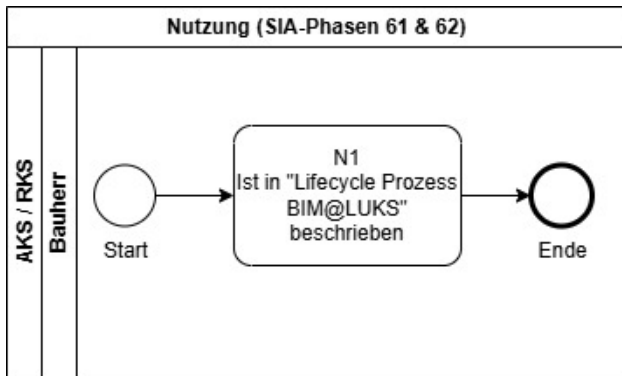 Nutzung (SIA-Phasen 61 & 62)
AKS / RKS
Bauherr
Start
N1
Ist in "Lifecycle Prozess
BIM@LUKS"
beschrieben
Ende